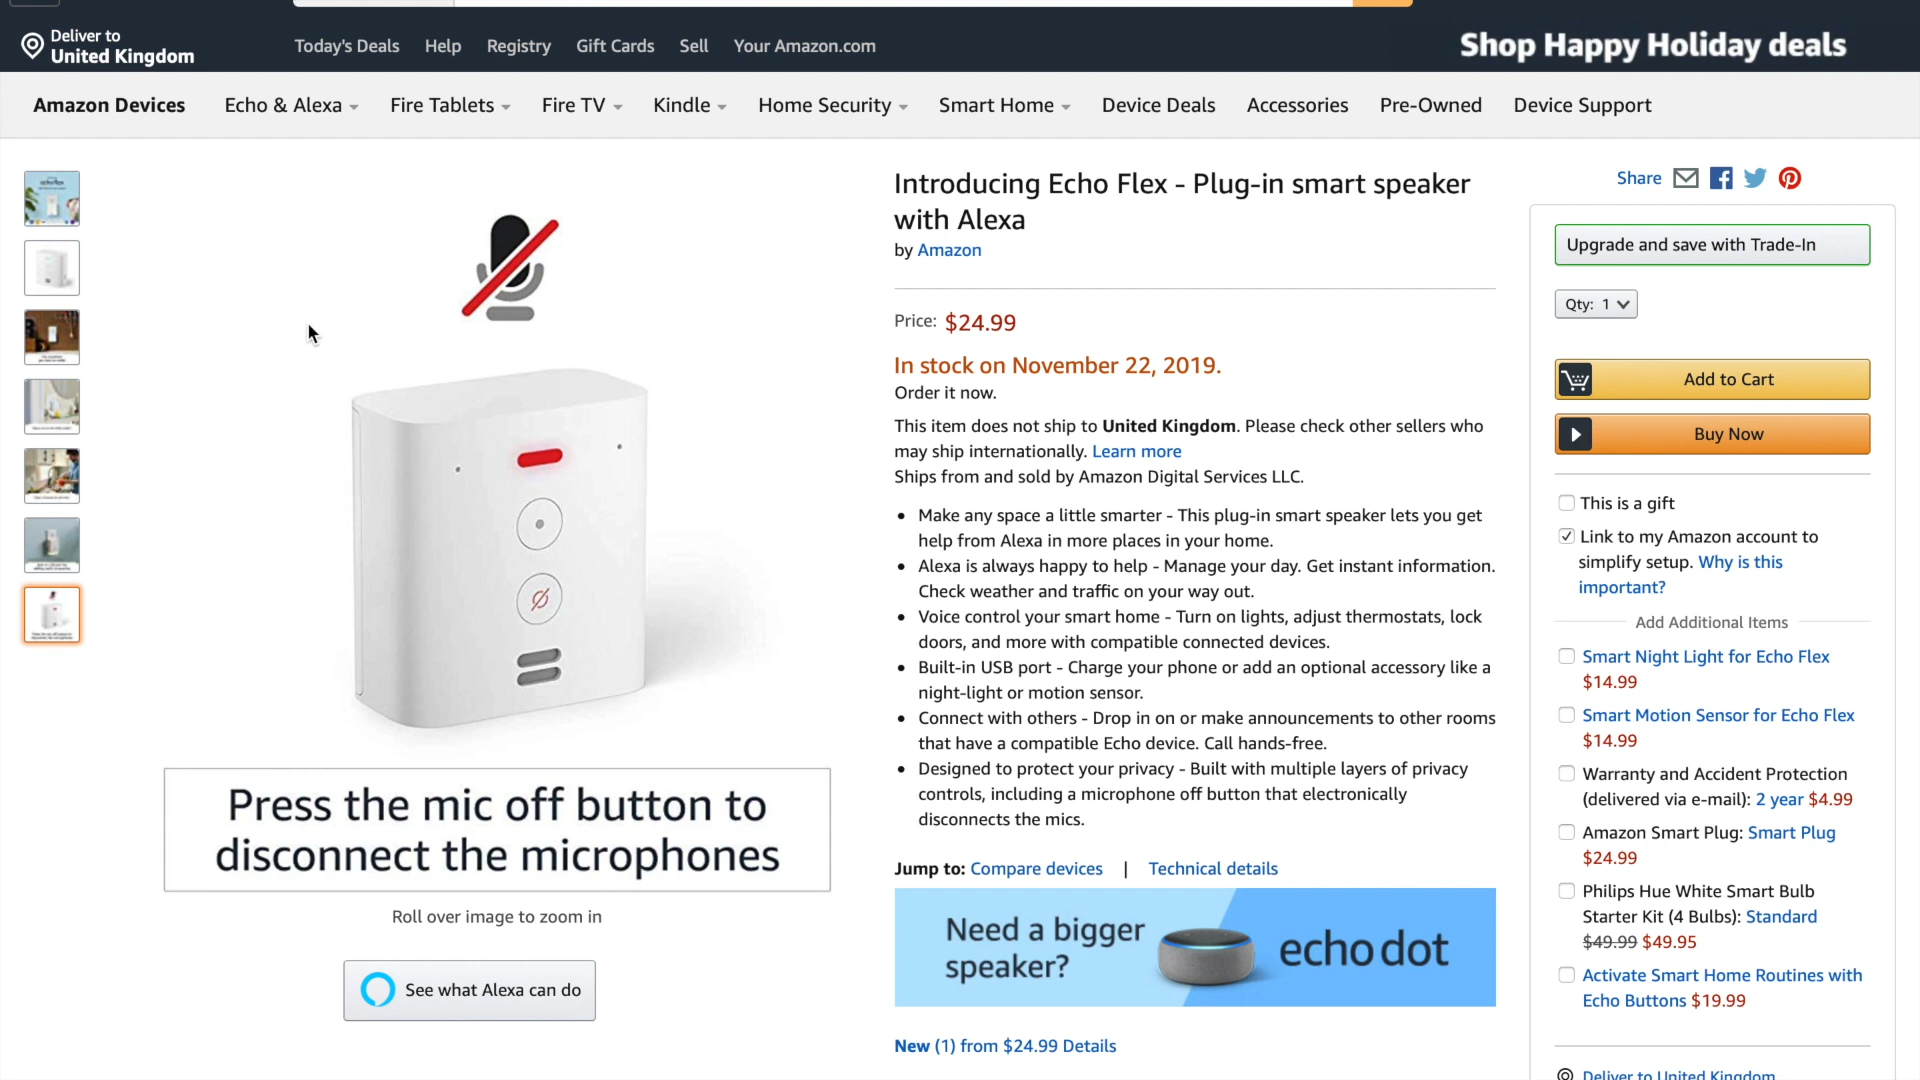 Deliver to
United Kingdom
Today's Deals Help Registry Gift Cards Sell Your Amazon.com
Shop Happy Holiday deals
Amazon Devices Echo & Alexa Fire Tablets Fire TV Kindle Home Security Smart Home Device Deals Accessories Pre-Owned Device Support
Introducing Echo Flex - Plug-in smart speaker
with Alexa
by Amazon
Price: $24.99
In stock on November 22, 2019.
Order it now.
This item does not ship to United Kingdom. Please check other sellers who
may ship internationally. Learn more
Ships from and sold by Amazon Digital Services LLC.
• Make any space a little smarter - This plug-in smart speaker lets you get
help from Alexa in more places in your home.
• Alexa is always happy to help - Manage your day. Get instant information.
Check weather and traffic on your way out.
• Voice control your smart home - Turn on lights, adjust thermostats, lock
doors, and more with compatible connected devices.
• Built-in USB port - Charge your phone or add an optional accessory like a
night-light or motion sensor.
• Connect with others - Drop in on or make announcements to other rooms
that have a compatible Echo device. Call hands-free.
• Designed to protect your privacy - Built with multiple layers of privacy
controls, including a microphone off button that electronically
disconnects the mics.
Jump to: Compare devices | Technical details
Need a bigger
speaker?
echo dot
New (1) from $24.99 Details
Press the mic off button to
disconnect the microphones
Roll over image to zoom in
See what Alexa can do
Share
Upgrade and save with Trade-In
Qty: 1
Add to Cart
Buy Now
This is a gift
Link to my Amazon account to
simplify setup. Why is this
important?
Add Additional Items
Smart Night Light for Echo Flex
$14.99
Smart Motion Sensor for Echo Flex
$14.99
Warranty and Accident Protection
(delivered via e-mail): 2 year $4.99
Amazon Smart Plug: Smart Plug
$24.99
Philips Hue White Smart Bulb
Starter Kit (4 Bulbs): Standard
$49.99 $49.95
Activate Smart Home Routines with
Echo Buttons $19.99
Deliver to United Kingdom